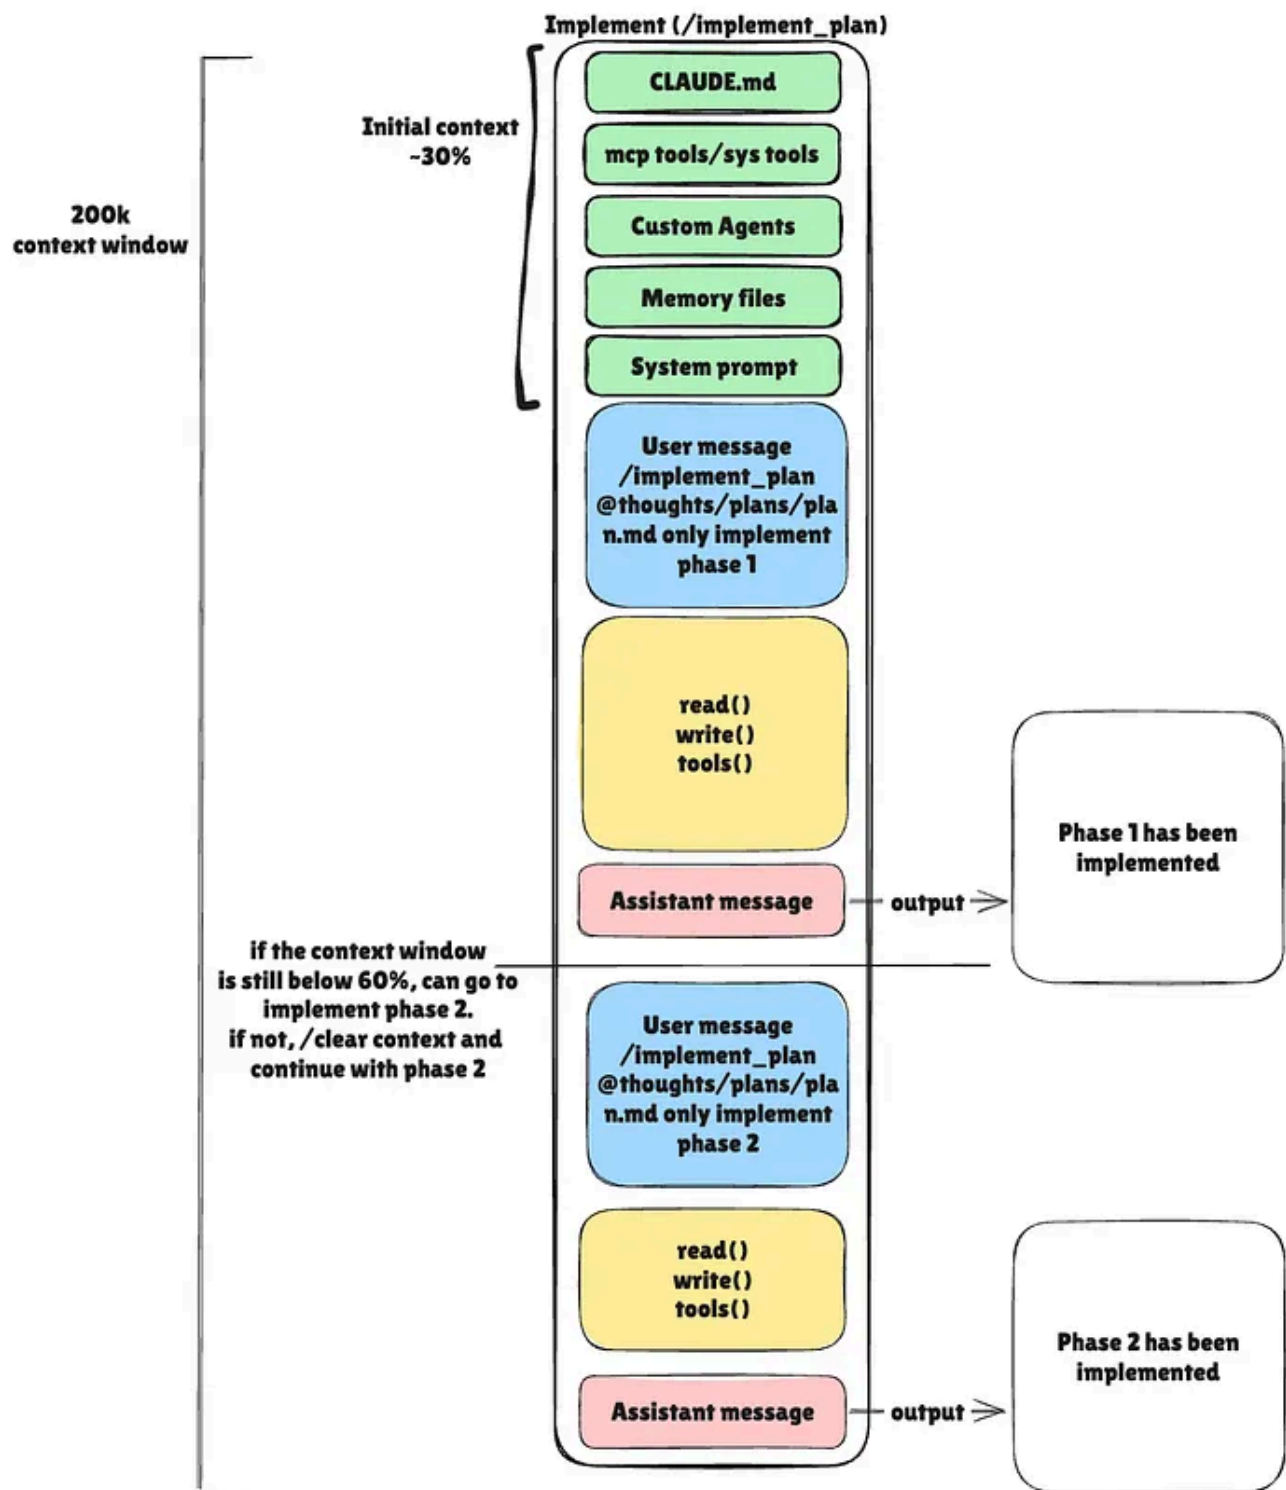 Implement (/implement_plan)
CLAUDE.md
Initial context
~30%
mcp tools/sys tools
200k
context window
Custom Agents
Memory files
System prompt
User message
/implement_plan
@thoughts/plans/pla
n.md only implement
phase 1
read()
write()
tools()
Phase 1 has been
implemented
Assistant message
output
if the context window
is still below 60%, can go to
implement phase 2.
if not, /clear context and
continue with phase 2
User message
/implement_plan
@thoughts/plans/pla
n.md only implement
phase 2
read()
write()
tools()
Phase 2 has been
implemented
Assistant message
output